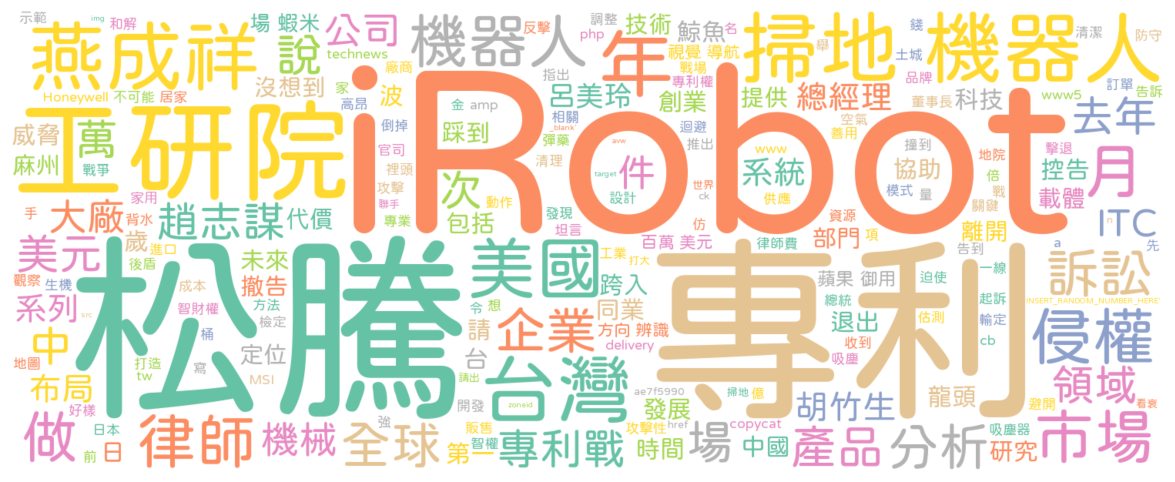 示範 img 和解 場 蝦米 公司 機器人 反擊 php 調整 技術 鯨魚 名 錢 清潔 防守
燕成祥 說 technews 年 視覺 導航 掃地 機器人 舉 土城
沒想到 廠商 指出 戰場 專利權 品牌 訂單 告訴
Honeywell 不可能 居家 家 高昂 波 金 amp 呂美玲 創業 提供 總經理 董事長 科技 www5 去年
工研院 iRobot
威脅 萬 倒掉 踩到 相關 blank 彈藥 迴避 推出 空氣 善用 撞到 擊退
麻州 戰爭 官司 裡頭 清理 avw 件 www 系統 協助 地院 控告 月
家用 攻擊 次 動作 target 設計 世界 ck 供應 模式 量 倍 戰 載體
手 大廠 背水 趙志謀 代價 聯手 專業 包括 發現 坦言 仿 資源 部門 項 關鍵 離開 n ITC
美元 歲 進口 後盾 未來 美國 工業 打大 百萬 美元 律師費 告到 a 先
松騰 專利
觀察 生機 撤告 令 想 跨入 蘋果 御用 迫使 一線 訴訟
系列 src 智財權 成本 方法 請 企業 同業 總統 起訴 INSERT_RANDOM_NUMBER_HERE
中 桶 檢定 方向 辨識 退出 估測 輸定 侵權
地圖 打造 tw 寫 定位 MSI 台 delivery 收到 吸塵 cb
布局 請出 台灣 ae7f5990 掃地 億 龍頭 避開 領域 看衰
好樣 強 開發 zoneid href 發展 胡竹生
做 日本 律師 機械 全球 販售 攻擊性 copycat 吸塵器 市場
前 日 第一 智權 專利戰 時間 場 中國 產品 分析 研究